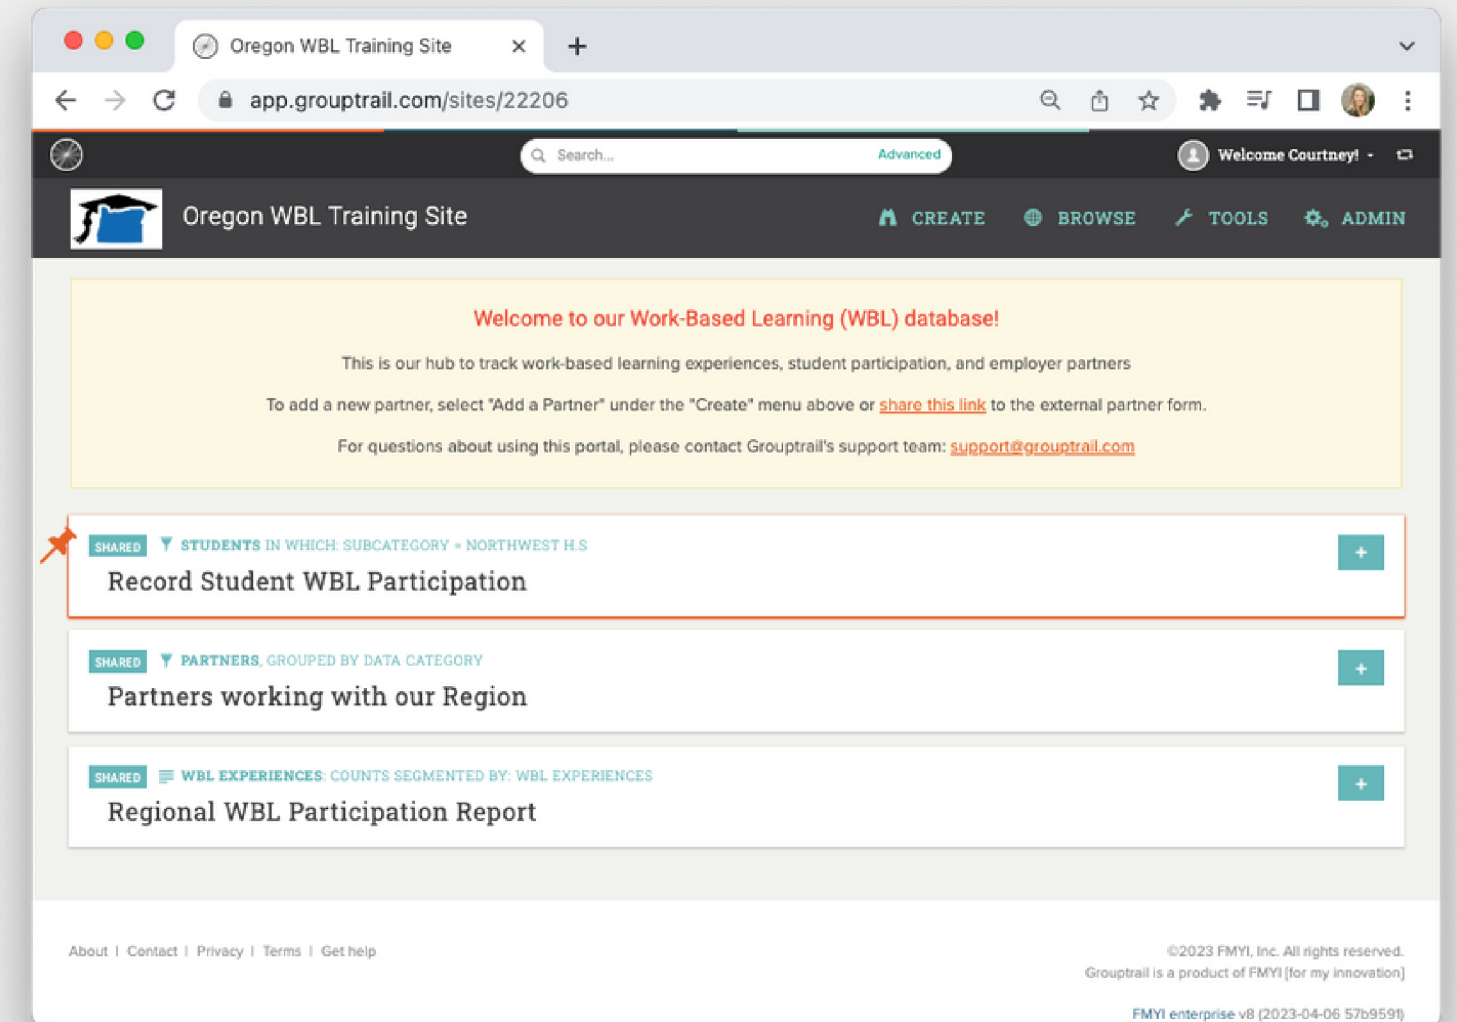 Oregon WBL Training Site
app.grouptrail.com/sites/22206
Search...
Advanced
Welcome Courtney!
Oregon WBL Training Site
CREATE
BROWSE
TOOLS
ADMIN
Welcome to our Work-Based Learning (WBL) database!
This is our hub to track work-based learning experiences, student participation, and employer partners
To add a new partner, select "Add a Partner" under the "Create" menu above or share this link to the external partner form.
For questions about using this portal, please contact Grouptrail's support team: support@grouptrail.com
SHARED STUDENTS IN WHICH: SUBCATEGORY = NORTHWEST H.S
+
Record Student WBL Participation
SHARED PARTNERS, GROUPED BY DATA CATEGORY
+
Partners working with our Region
SHARED WBL EXPERIENCES: COUNTS SEGMENTED BY: WBL EXPERIENCES
+
Regional WBL Participation Report
About | Contact | Privacy | Terms | Get help
©2023 FMYI, Inc. All rights reserved.
Grouptrail is a product of FMYI [for my innovation]
FMYI enterprise v8 (2023-04-06 57b9591)